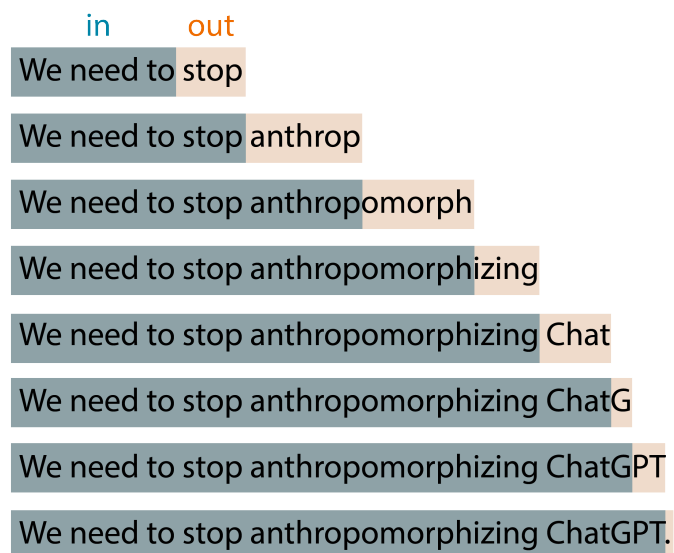 in out
We need to stop
We need to stop anthrop
We need to stop anthropomorph
We need to stop anthropomorphizing
We need to stop anthropomorphizing Chat
We need to stop anthropomorphizing ChatG
We need to stop anthropomorphizing ChatGPT
We need to stop anthropomorphizing ChatGPT.